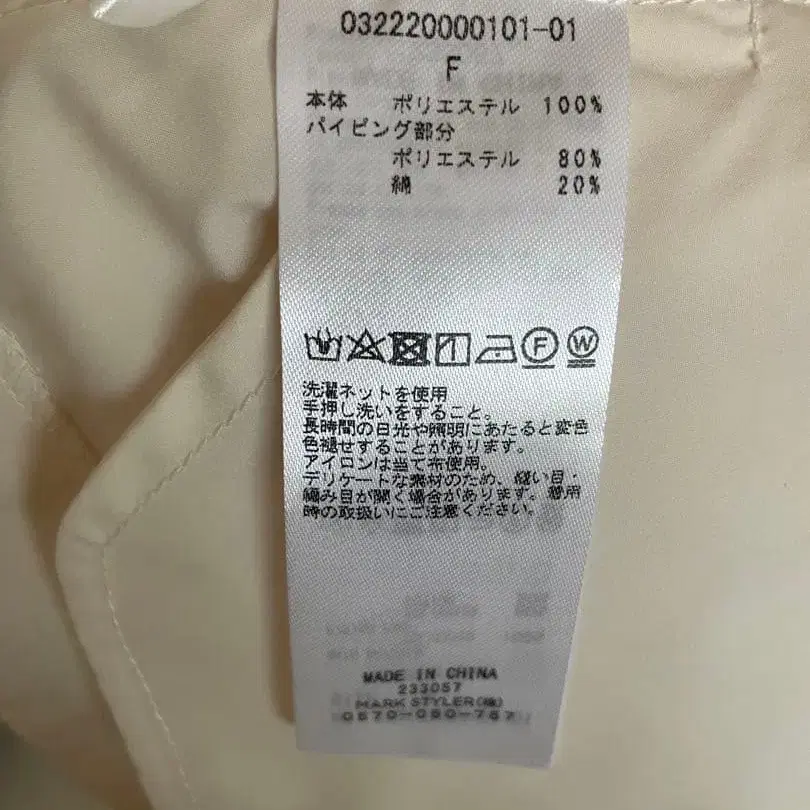 032220000101-01
F
本体 ポリエステル 100%
パイピング部分
ポリエステル 80%
綿 20%
F W
洗濯ネットを使用
手押し洗いをすること。
長時間の日光や照明にあたると変色
色褪せすることがあります。
アイロンは当て布使用。
デリケートな素材のため、縫い目・
編み目が開く場合があります。着用
時の取扱いにご注意ください。
MADE IN CHINA
233057
MARK STYLER(株)
0570-050-757